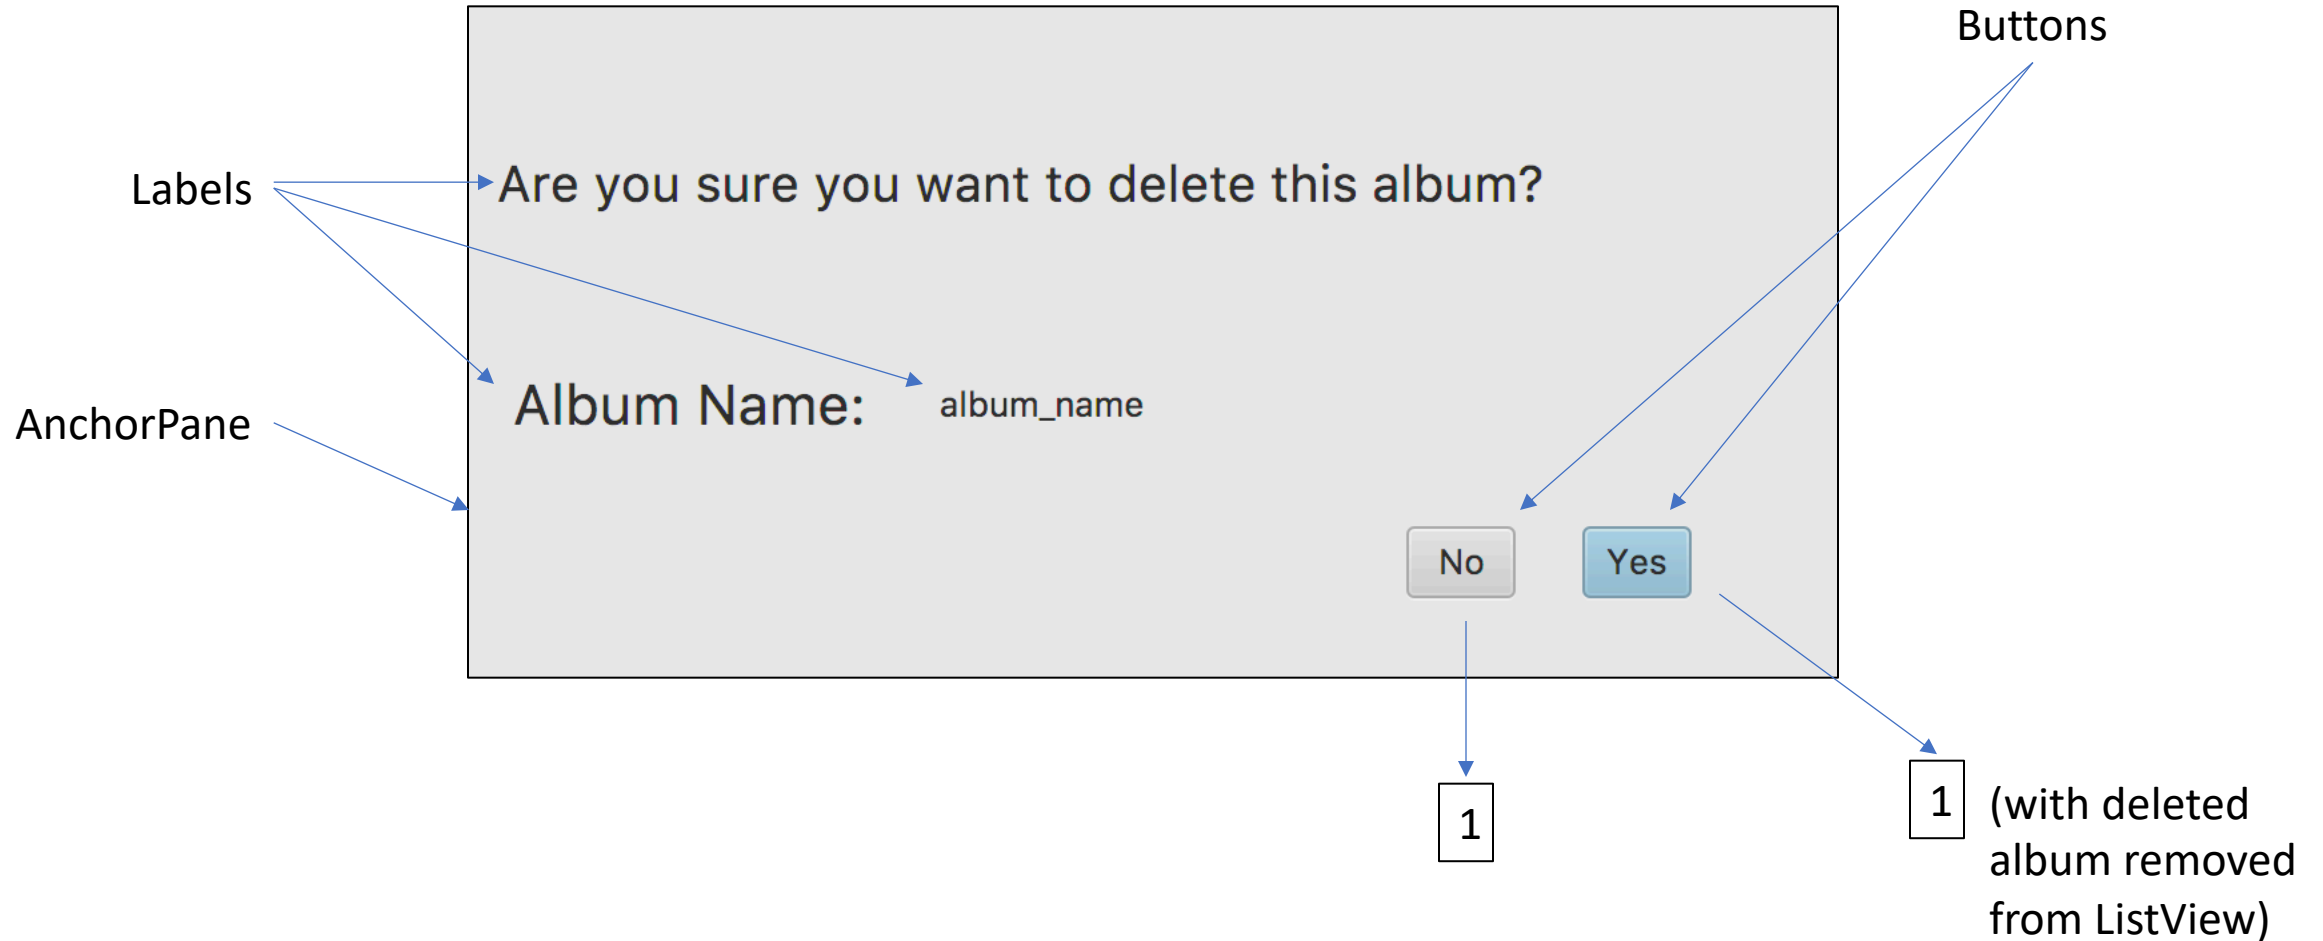 Buttons
Labels
Are you sure you want to delete this album?
AnchorPane
Album Name:
album_name
No
Yes
1
1
(with deleted
album removed
from ListView)